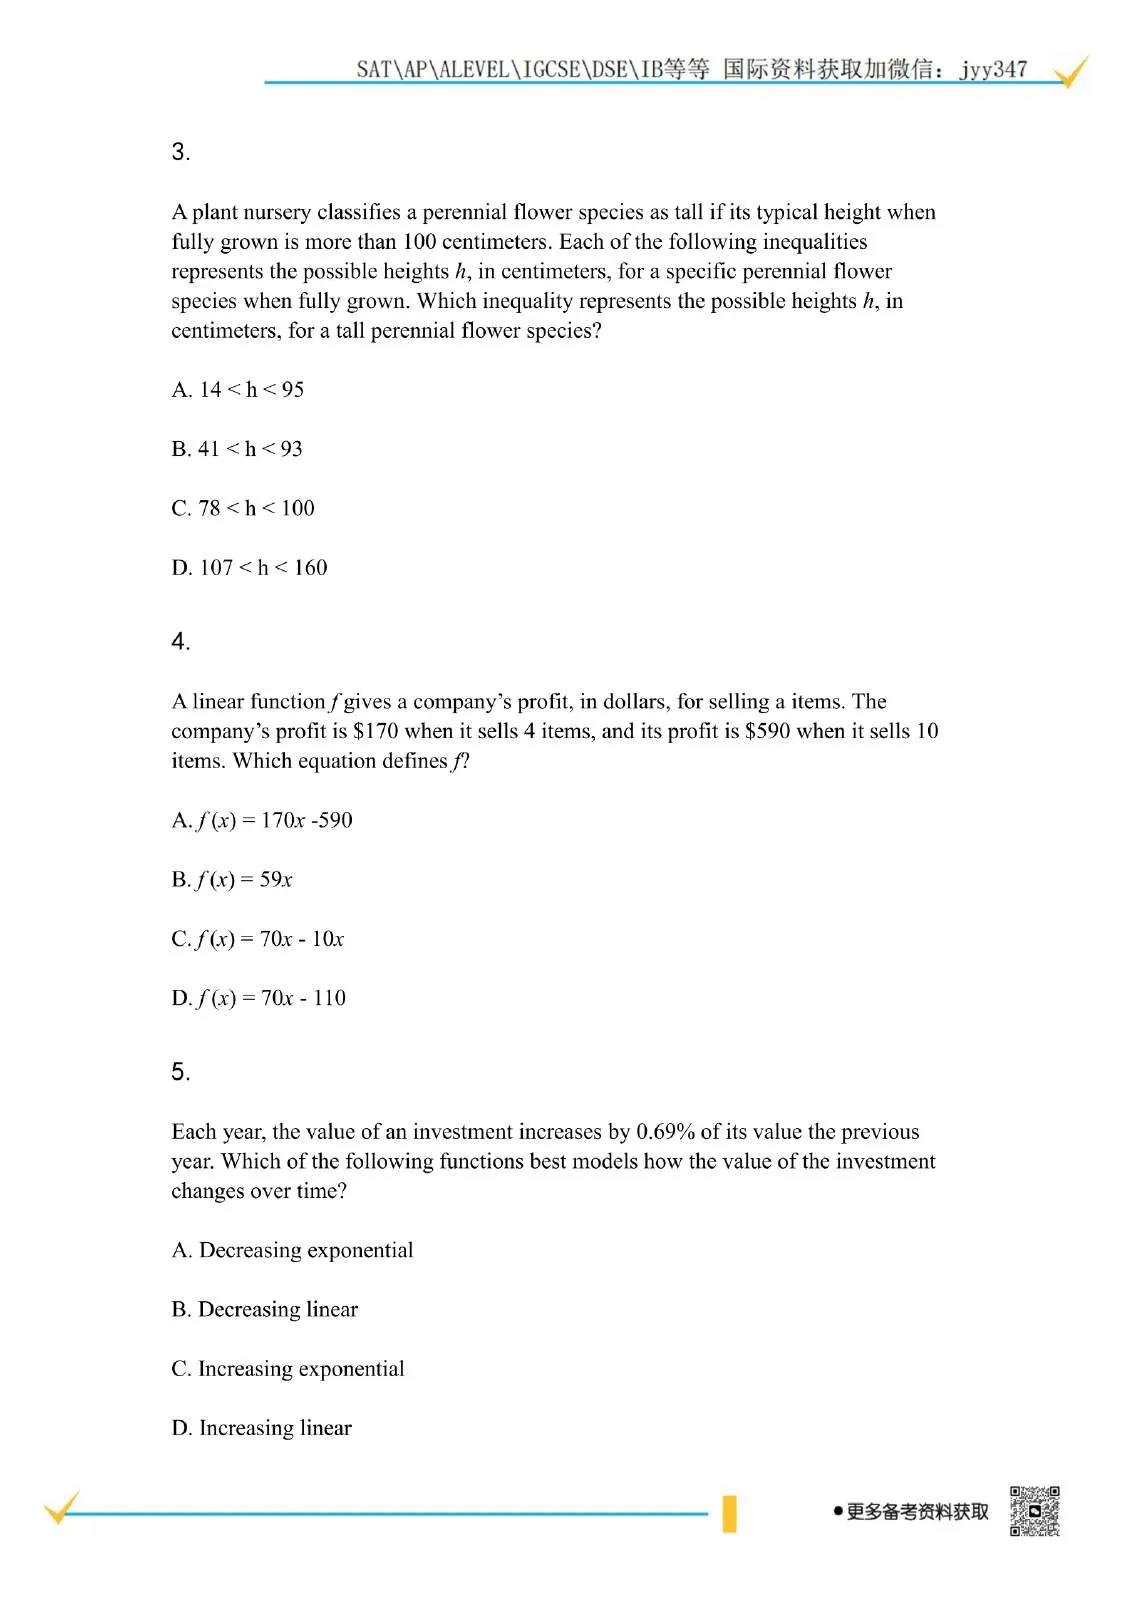 SAT\AP\ALEVEL\IGCSE\DSE\IB等等 国际资料获取加微信：jyy347
3.
A plant nursery classifies a perennial flower species as tall if its typical height when
fully grown is more than 100 centimeters. Each of the following inequalities
represents the possible heights h, in centimeters, for a specific perennial flower
species when fully grown. Which inequality represents the possible heights h, in
centimeters, for a tall perennial flower species?
A. 14 < h < 95
B. 41 < h < 93
C. 78 < h < 100
D. 107 < h < 160
4.
A linear function f gives a company’s profit, in dollars, for selling a items. The
company’s profit is $170 when it sells 4 items, and its profit is $590 when it sells 10
items. Which equation defines f?
A. f (x) = 170x -590
B. f (x) = 59x
C. f (x) = 70x - 10x
D. f (x) = 70x - 110
5.
Each year, the value of an investment increases by 0.69% of its value the previous
year. Which of the following functions best models how the value of the investment
changes over time?
A. Decreasing exponential
B. Decreasing linear
C. Increasing exponential
D. Increasing linear
●更多备考资料获取